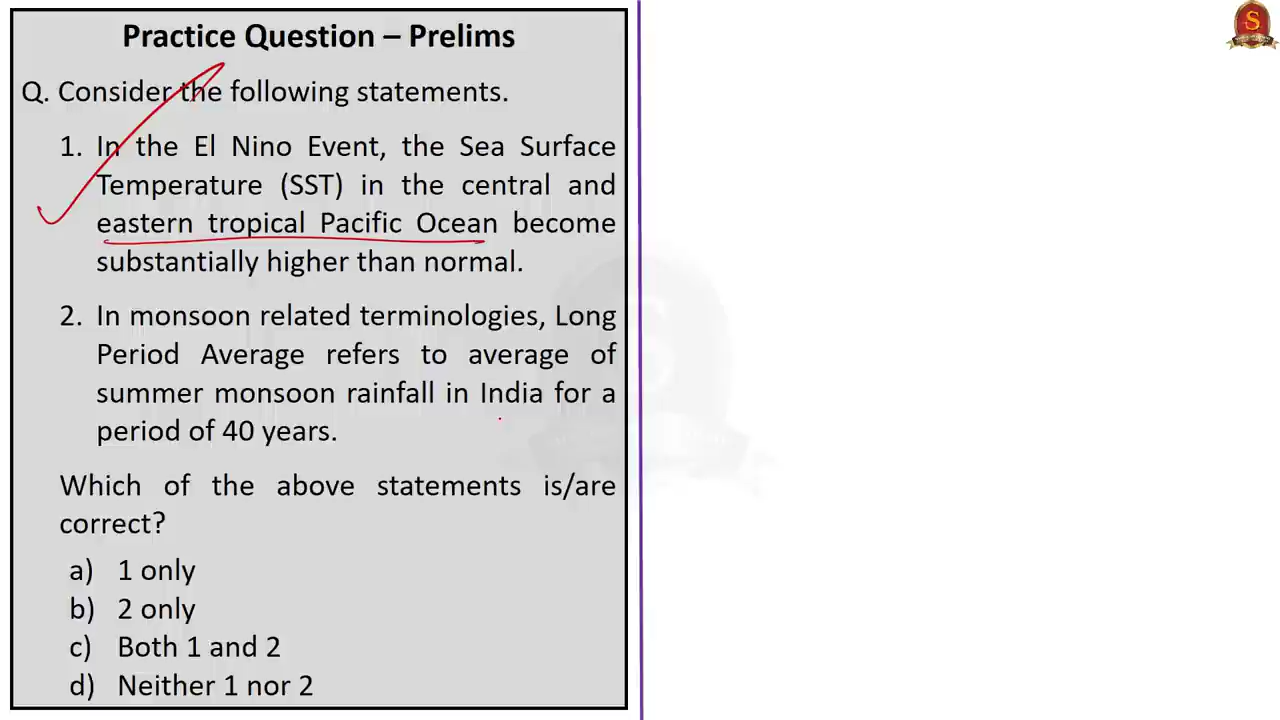 Practice Question – Prelims
Q. Consider the following statements.
1. In the El Nino Event, the Sea Surface
Temperature (SST) in the central and
eastern tropical Pacific Ocean become
substantially higher than normal.
2. In monsoon related terminologies, Long
Period Average refers to average of
summer monsoon rainfall in India for a
period of 40 years.
Which of the above statements is/are
correct?
a) 1 only
b) 2 only
c) Both 1 and 2
d) Neither 1 nor 2
S